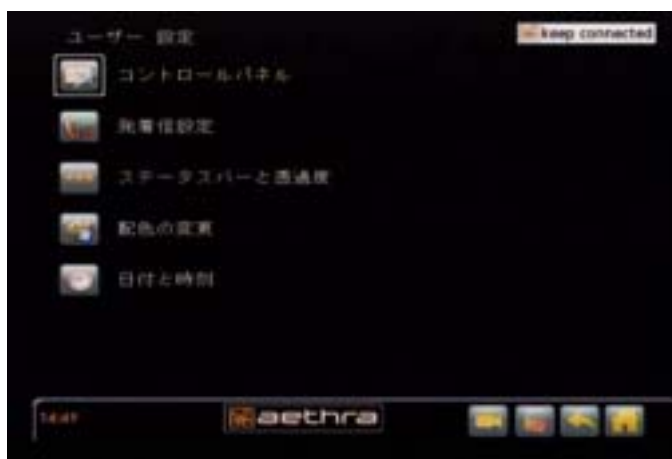 ユーザー 設定
keep connected
コントロールパネル
発着信設定
ステータスバーと透過度
配色の変更
日付と時刻
14:41
aethra